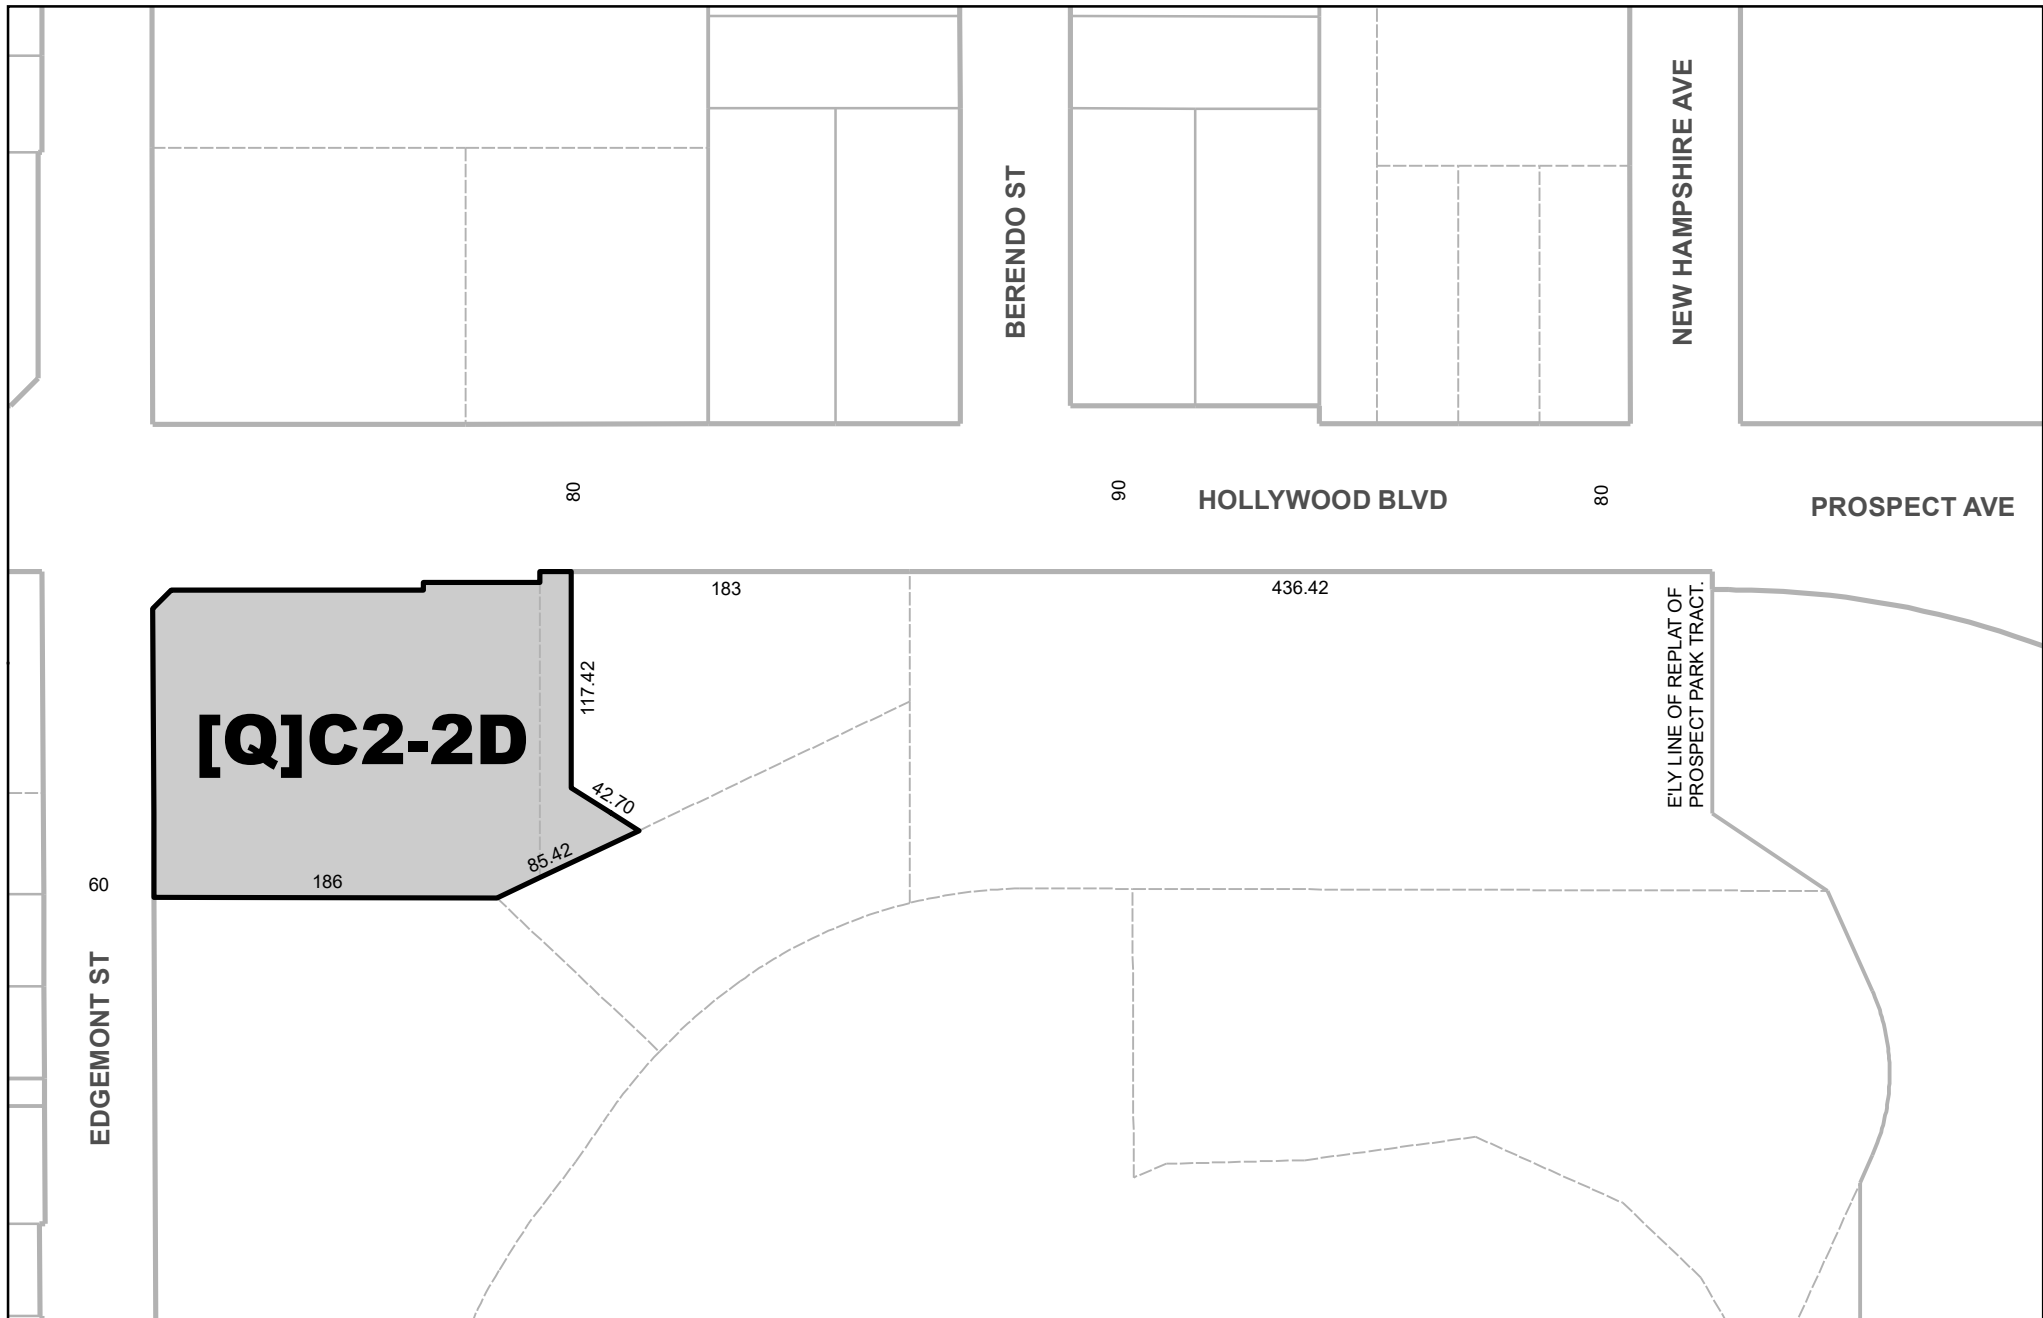 BERENDO ST
NEW HAMPSHIRE AVE
80
90
HOLLYWOOD BLVD
80
PROSPECT AVE
183
436.42
E'LY LINE OF REPLAT OF
PROSPECT PARK TRACT.
117.42
[Q]C2-2D
42.70
85.42
186
60
EDGEMONT ST